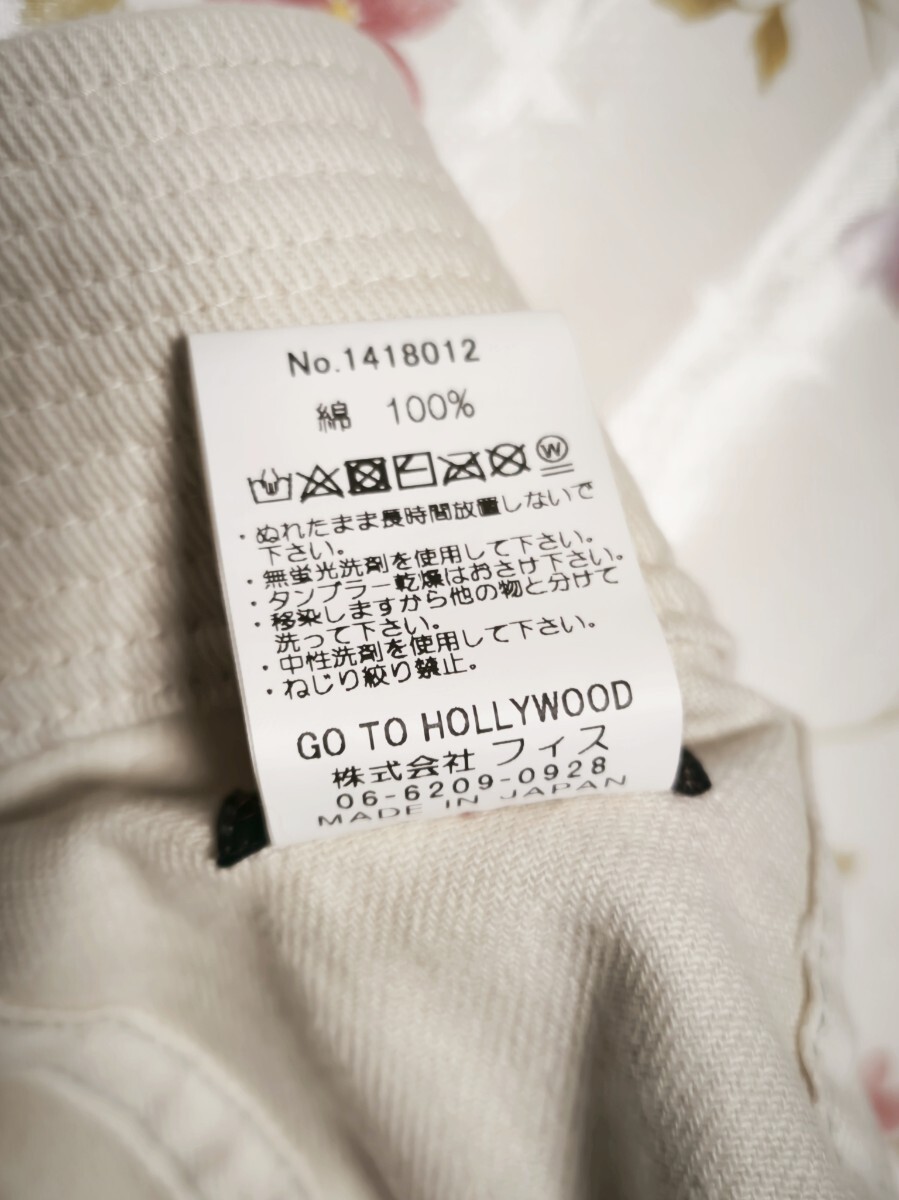 No.1418012
綿 100%
W
・ぬれたまま長時間放置しないで
下さい。
・無蛍光洗剤を使用して下さい。
・タンブラー乾燥はおさけ下さい。
・移染しますから他の物と分けて
洗って下さい。
・中性洗剤を使用して下さい。
・ねじり絞り禁止。
GO TO HOLLYWOOD
株式会社 フィス
06-6209-0928
MADE IN JAPAN